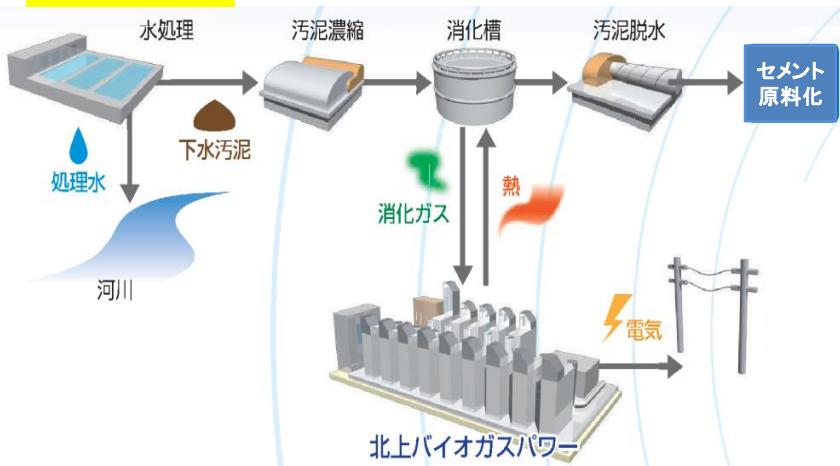 水処理
汚泥濃縮
消化槽
汚泥脱水
セメント
原料化
下水汚泥
処理水
河川
消化ガス
熱
電気
北上バイオガスパワー